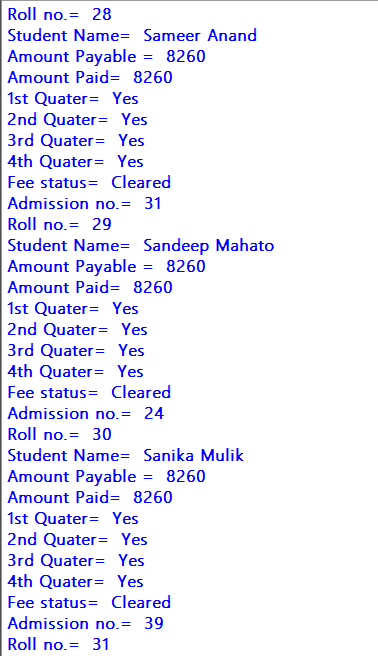 Roll no.=  28
Student Name=  Sameer Anand
Amount Payable =  8260
Amount Paid=  8260
1st Quater=  Yes
2nd Quater=  Yes
3rd Quater=  Yes
4th Quater=  Yes
Fee status=  Cleared
Admission no.=  31
Roll no.=  29
Student Name=  Sandeep Mahato
Amount Payable =  8260
Amount Paid=  8260
1st Quater=  Yes
2nd Quater=  Yes
3rd Quater=  Yes
4th Quater=  Yes
Fee status=  Cleared
Admission no.=  24
Roll no.=  30
Student Name=  Sanika Mulik
Amount Payable =  8260
Amount Paid=  8260
1st Quater=  Yes
2nd Quater=  Yes
3rd Quater=  Yes
4th Quater=  Yes
Fee status=  Cleared
Admission no.=  39
Roll no.=  31